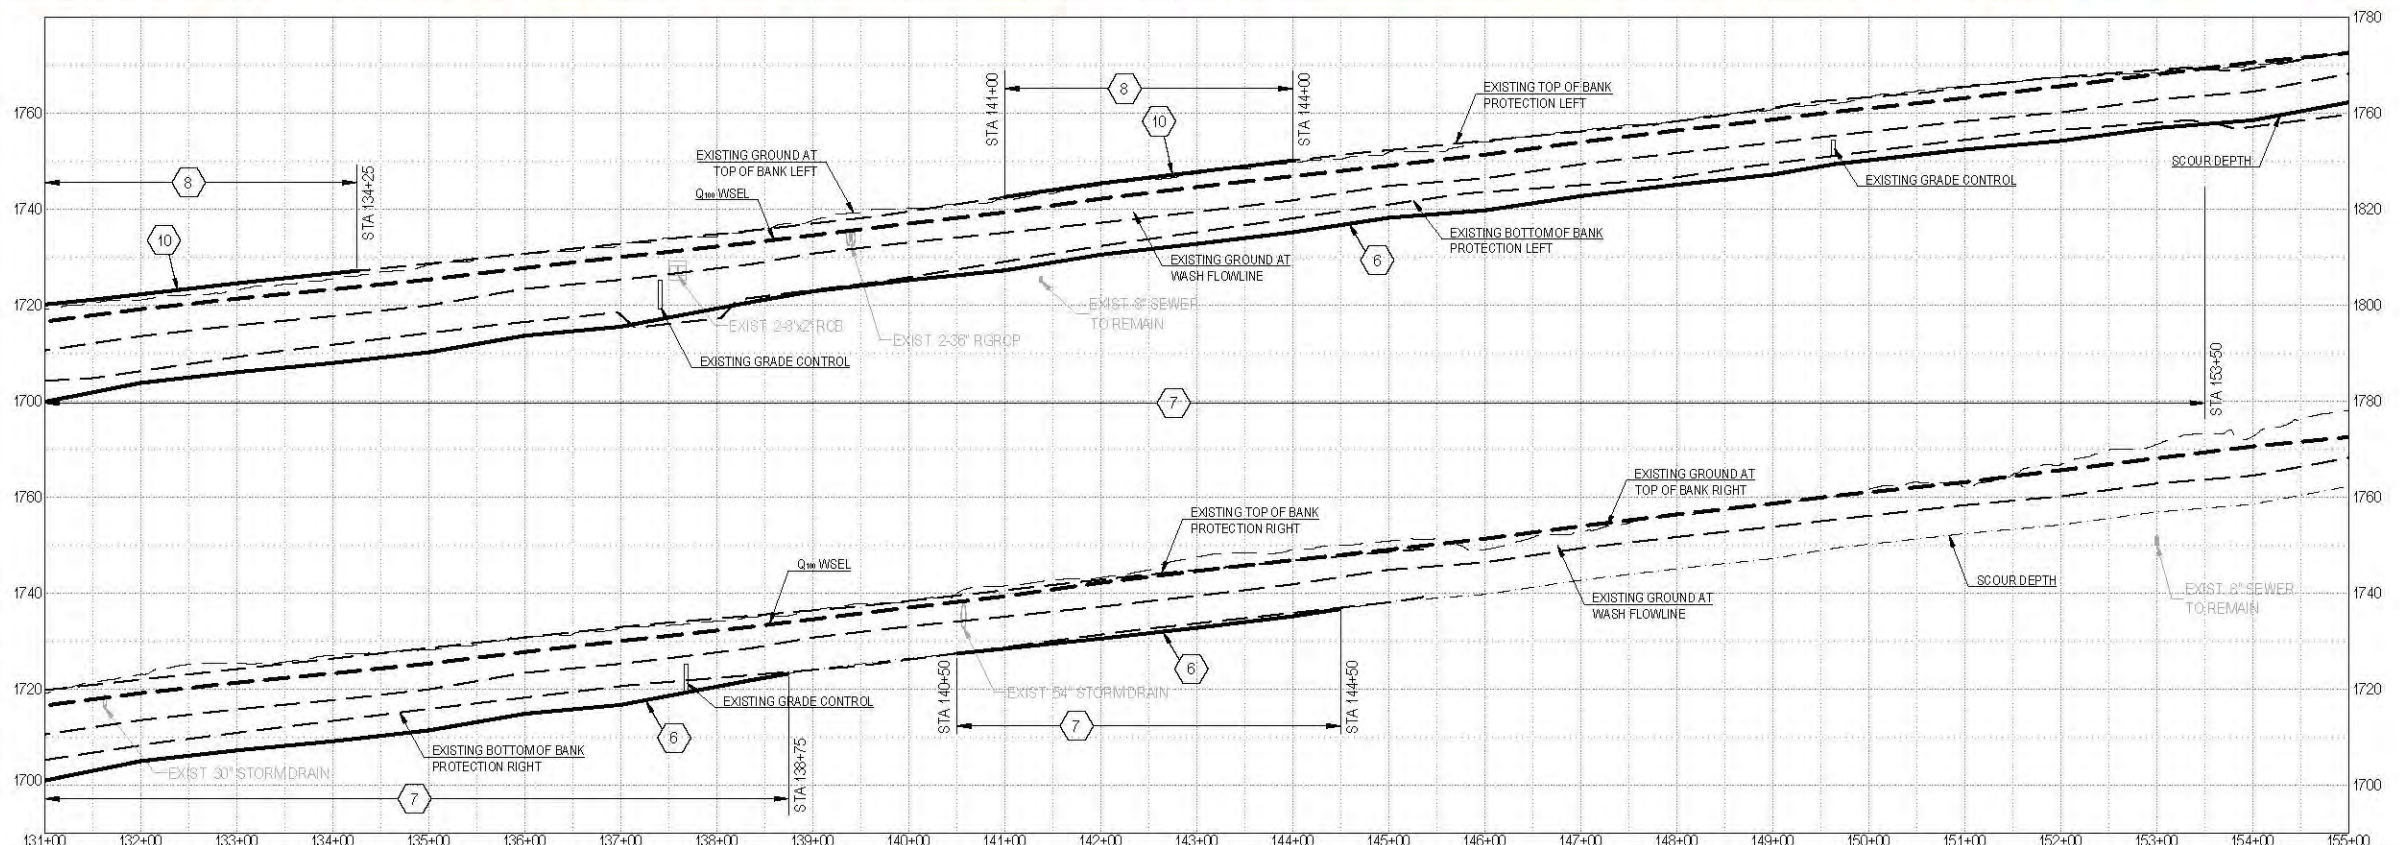 1780
1780
1760
1760
1740
1820
1720
1800
1700
1780
1760
1760
1740
1740
1720
1720
1700
1700
8
STA 134+25
10
STA 141+00
8
STA 144+00
10
EXISTING TOP OF BANK
PROTECTION LEFT
EXISTING GROUND AT
TOP OF BANK LEFT
Q100 WSEL
SCOUR DEPTH
EXISTING GRADE CONTROL
EXISTING BOTTOM OF BANK
PROTECTION LEFT
6
EXISTING GROUND AT
WASH FLOWLINE
EXIST. 8" SEWER
TO REMAIN
EXIST. 2-8'x2' RCB
EXIST. 2-36" RGRCP
EXISTING GRADE CONTROL
7
STA 153+50
EXISTING GROUND AT
TOP OF BANK RIGHT
EXISTING TOP OF BANK
PROTECTION RIGHT
Q100 WSEL
SCOUR DEPTH
EXIST. 8" SEWER
TO REMAIN
EXISTING GROUND AT
WASH FLOWLINE
STA 140+50
6
STA 144+50
EXIST. 54" STORM DRAIN
7
EXISTING GRADE CONTROL
6
EXISTING BOTTOM OF BANK
PROTECTION RIGHT
EXIST. 30" STORM DRAIN
7
STA 138+75
131+00 132+00 133+00 134+00 135+00 136+00 137+00 138+00 139+00 140+00 141+00 142+00 143+00 144+00 145+00 146+00 147+00 148+00 149+00 150+00 151+00 152+00 153+00 154+00 155+00